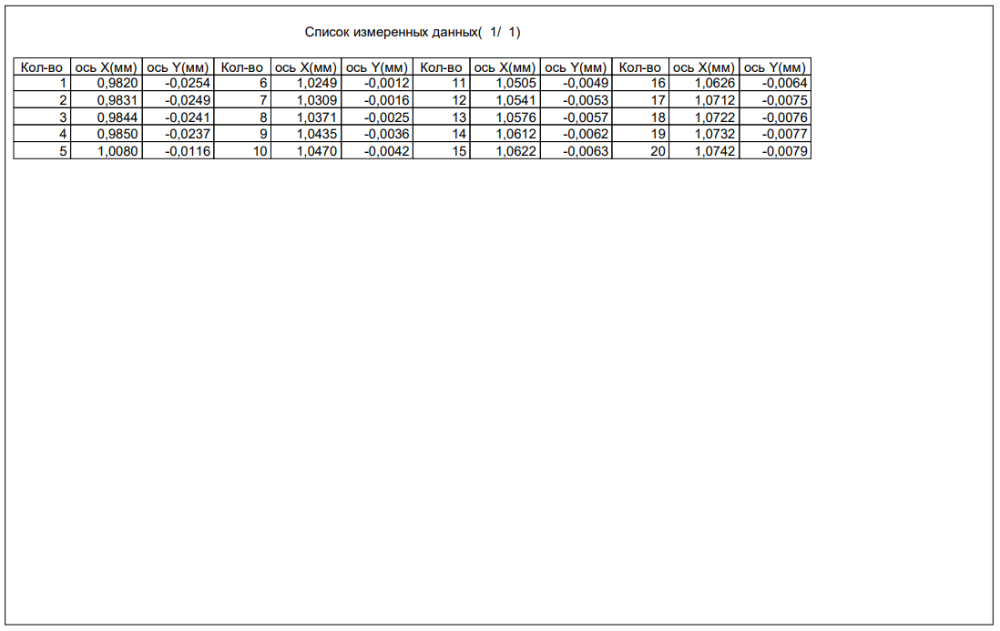 Список измеренных данных( 1/ 1)
Кол-во ось X(мм) ось Y(мм) Кол-во ось X(мм) ось Y(мм) Кол-во ось X(мм) ось Y(мм) Кол-во ось X(мм) ось Y(мм)
1 0,9820 -0,0254 6 1,0249 -0,0012 11 1,0505 -0,0049 16 1,0626 -0,0064
2 0,9831 -0,0249 7 1,0309 -0,0016 12 1,0541 -0,0053 17 1,0712 -0,0075
3 0,9844 -0,0241 8 1,0371 -0,0025 13 1,0576 -0,0057 18 1,0722 -0,0076
4 0,9850 -0,0237 9 1,0435 -0,0036 14 1,0612 -0,0062 19 1,0732 -0,0077
5 1,0080 -0,0116 10 1,0470 -0,0042 15 1,0622 -0,0063 20 1,0742 -0,0079